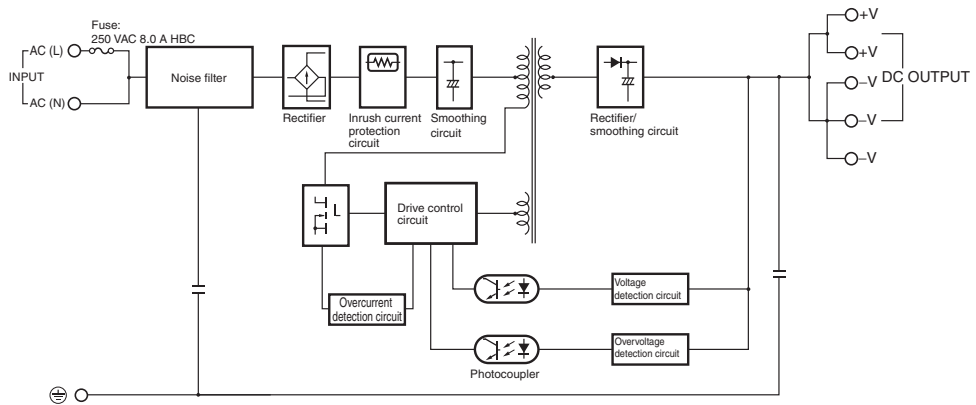 Fuse:
250 VAC 8.0 A HBC
AC (L)
INPUT
AC (N)
Noise filter
Rectifier
Inrush current
protection
circuit
Smoothing
circuit
Rectifier/
smoothing circuit
+V
+V
−V
DC OUTPUT
−V
−V
Drive control
circuit
Overcurrent
detection circuit
Voltage
detection circuit
Overvoltage
detection circuit
Photocoupler